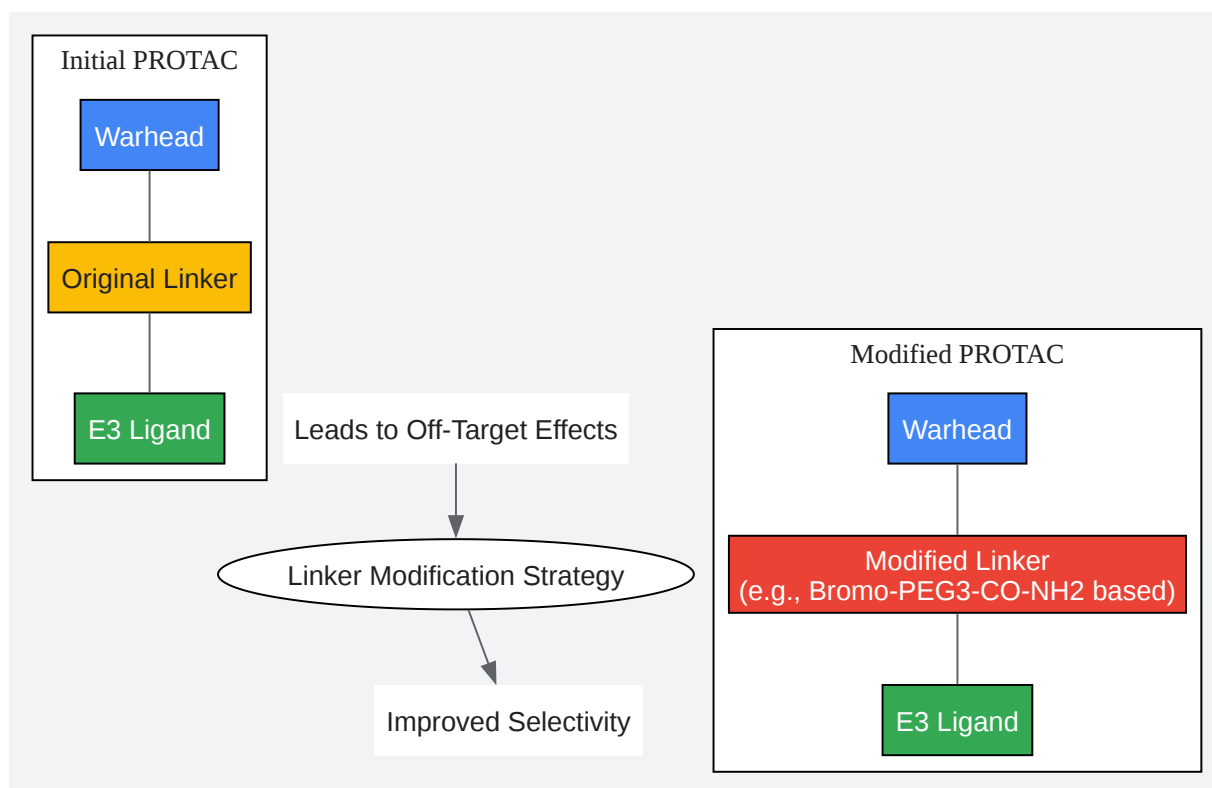 Initial PROTAC
Warhead
Original Linker
E3 Ligand
Leads to Off-Target Effects
Linker Modification Strategy
Improved Selectivity
Modified PROTAC
Warhead
Modified Linker
(e.g., Bromo-PEG3-CO-NH2 based)
E3 Ligand